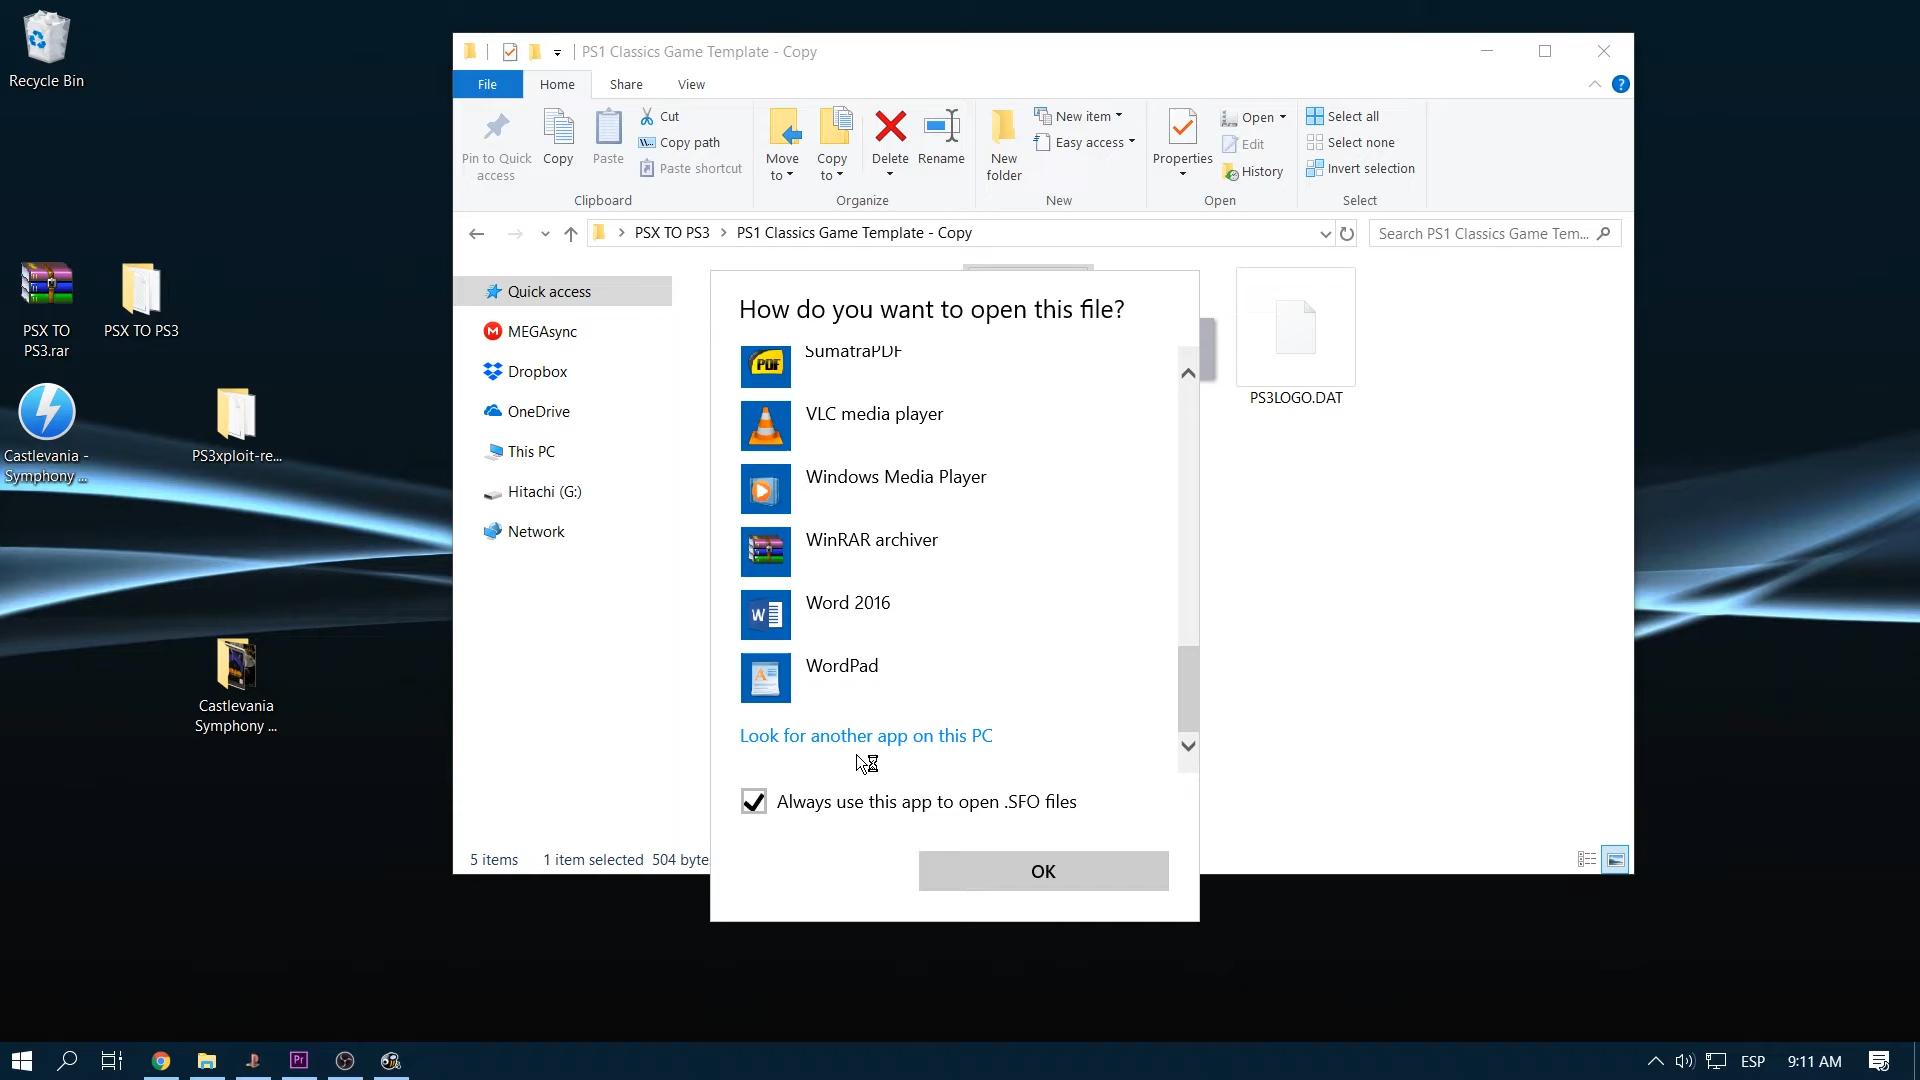 Recycle Bin
PSX TO
PS3.rar
PSX TO PS3
Castlevania -
Symphony ...
PS3xploit-re...
Castlevania
Symphony ...
PS1 Classics Game Template - Copy
File
Home
Share
View
Pin to Quick
access
Copy
Paste
Cut
Copy path
Paste shortcut
Clipboard
Move
to
Copy
to
Delete
Rename
Organize
New
folder
New item
Easy access
New
Properties
Open
Edit
History
Open
Select all
Select none
Invert selection
Select
PSX TO PS3 > PS1 Classics Game Template - Copy
Search PS1 Classics Game Tem...
Quick access
MEGAsync
Dropbox
OneDrive
This PC
Hitachi (G:)
Network
PS3LOGO.DAT
How do you want to open this file?
PDF
SumatraPDF
VLC media player
Windows Media Player
WinRAR archiver
Word 2016
WordPad
Look for another app on this PC
Always use this app to open .SFO files
OK
5 items
1 item selected 504 byte
Pr
ESP
9:11 AM